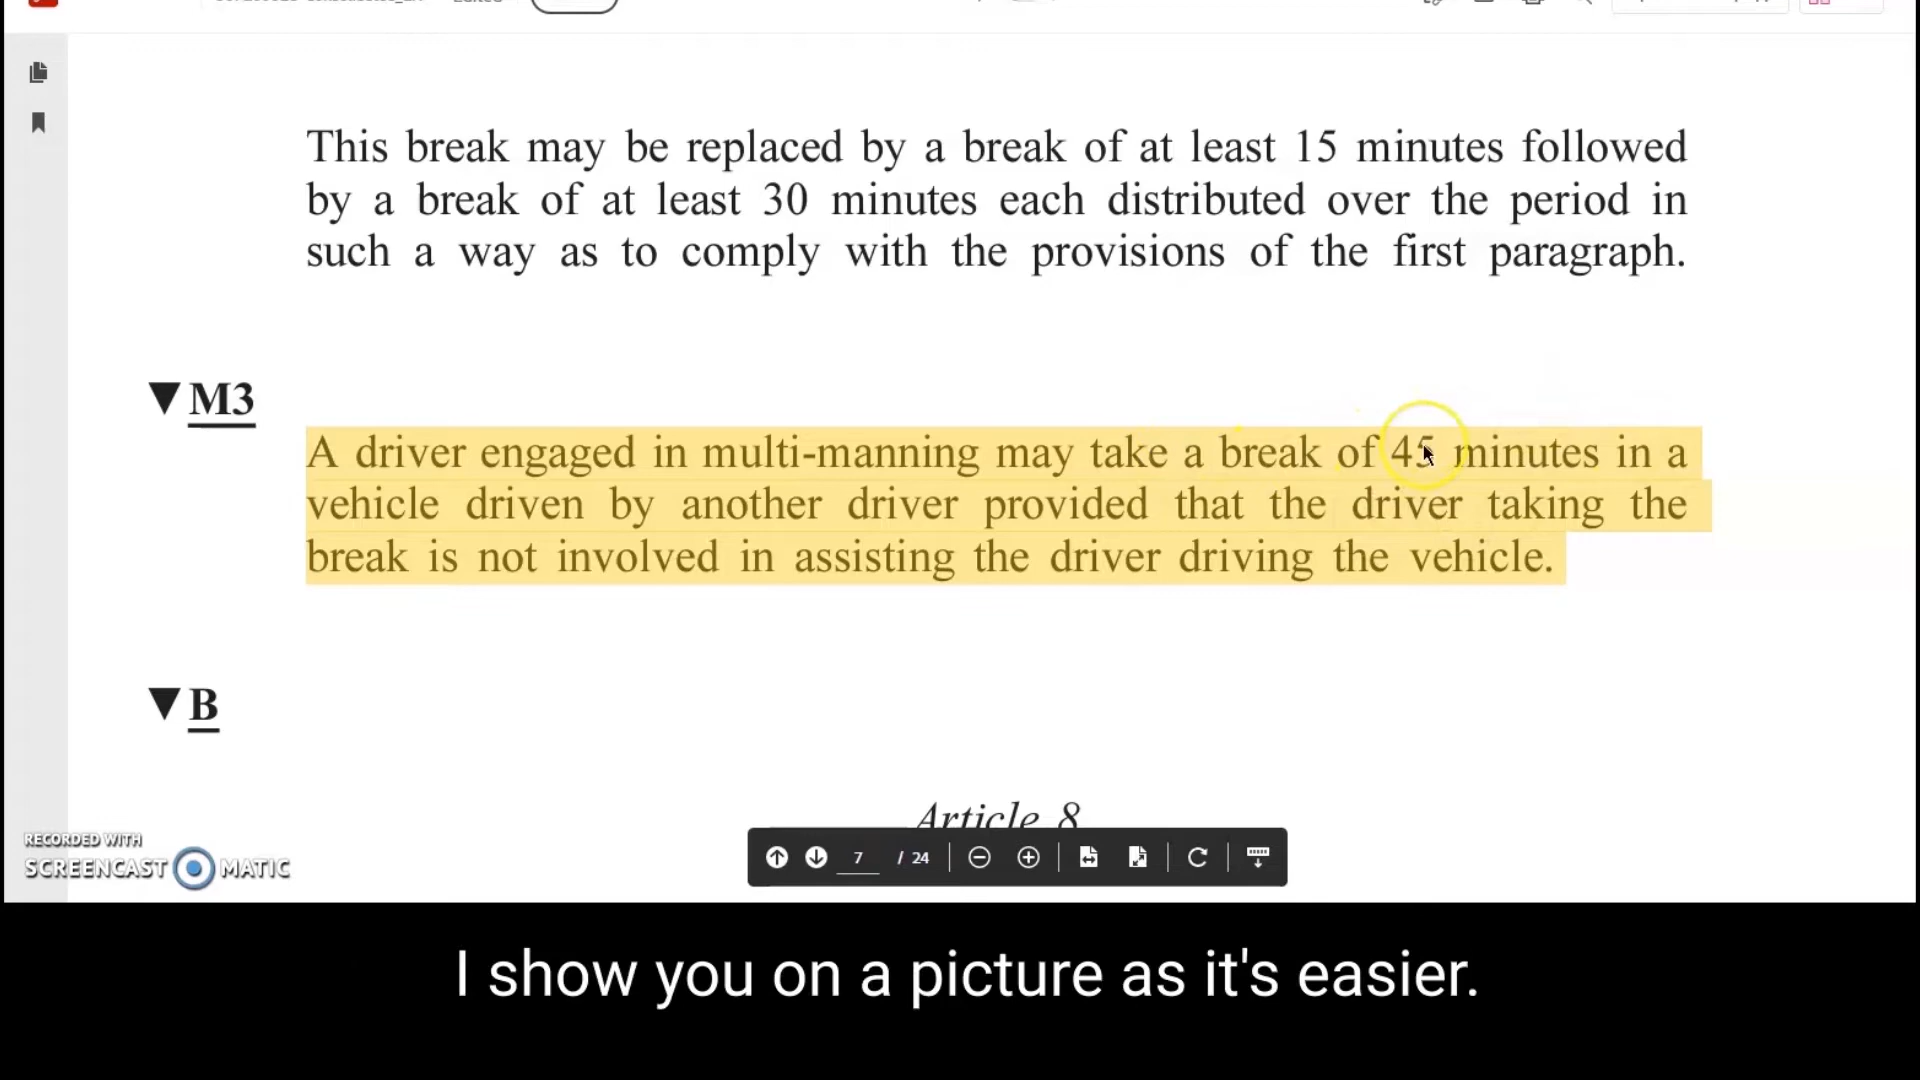 This break may be replaced by a break of at least 15 minutes followed
by a break of at least 30 minutes each distributed over the period in
such a way as to comply with the provisions of the first paragraph.
▼M3
A driver engaged in multi-manning may take a break of 45 minutes in a
vehicle driven by another driver provided that the driver taking the
break is not involved in assisting the driver driving the vehicle.
▼B
Article 8
RECORDED WITH
SCREENCAST MATIC
7 / 24
I show you on a picture as it's easier.